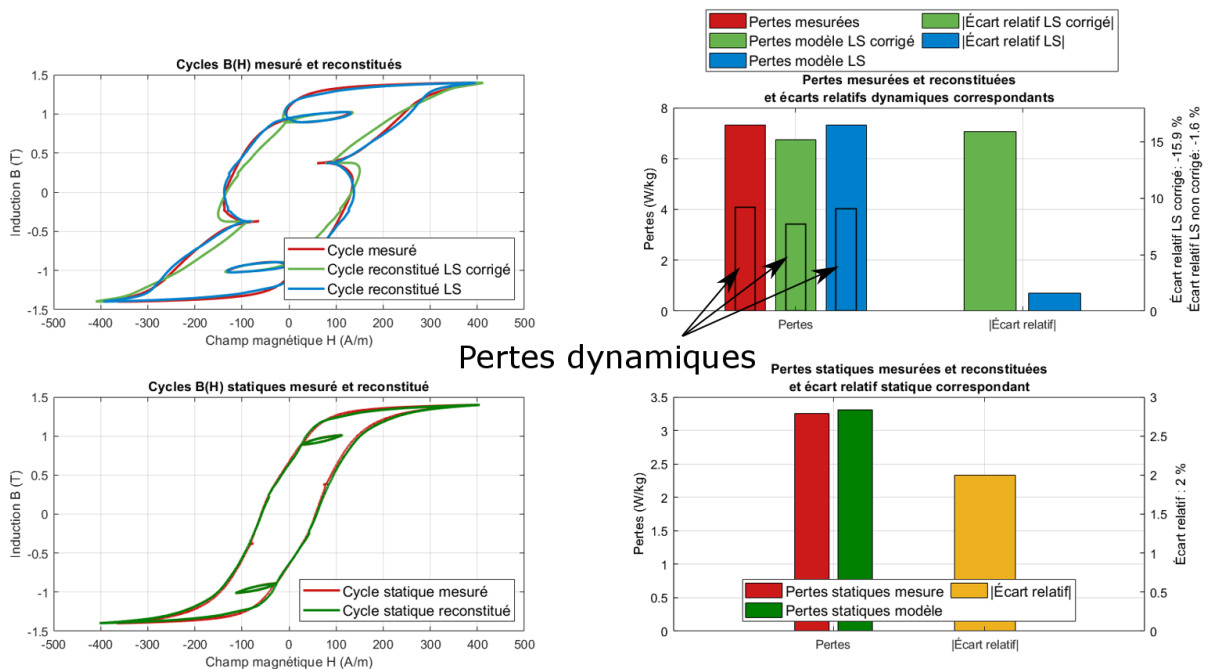 Cycles B(H) mesuré et reconstitués
1.5
1
0.5
0
-0.5
-1
-1.5
Induction B (T)
Cycle mesuré
Cycle reconstitué LS corrigé
Cycle reconstitué LS
-500 -400 -300 -200 -100 0 100 200 300 400 500
Champ magnétique H (A/m)
Pertes mesurées
Pertes modèle LS corrigé
Pertes modèle LS
|Écart relatif LS corrigé|
|Écart relatif LS|
Pertes mesurées et reconstituées
et écarts relatifs dynamiques correspondants
8
6
4
2
0
Pertes (W/kg)
15
10
5
0
Écart relatif LS corrigé: -15.9 %
Écart relatif LS non corrigé: -1.6 %
Pertes |Écart relatif|
Pertes dynamiques
Cycles B(H) statiques mesuré et reconstitué
1.5
1
0.5
0
-0.5
-1
-1.5
Induction B (T)
Cycle statique mesuré
Cycle statique reconstitué
-500 -400 -300 -200 -100 0 100 200 300 400 500
Champ magnétique H (A/m)
Pertes statiques mesurées et reconstituées
et écart relatif statique correspondant
3.5
3
2.5
2
1.5
1
0.5
0
Pertes (W/kg)
3
2.5
2
1.5
1
0.5
0
Écart relatif : 2 %
Pertes statiques mesure
Pertes statiques modèle
|Écart relatif|
Pertes |Écart relatif|